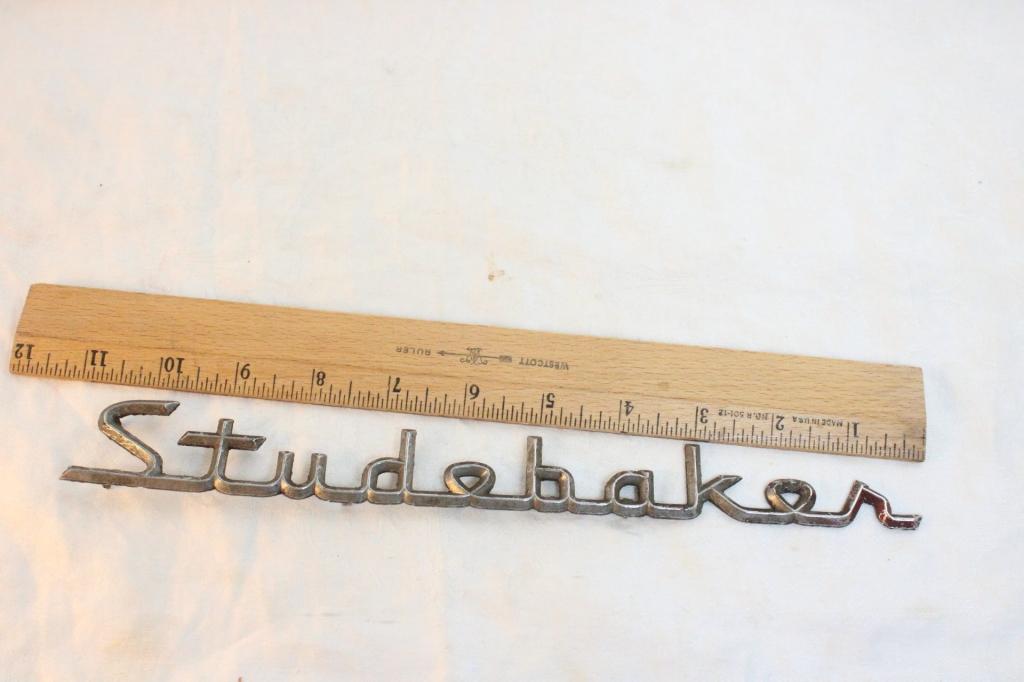 12 11 10 9 8 7 6 5 4 3 2 1
WESTCOTT RULER
MADE IN U.S.A. NO. R 501-12
Studebaker